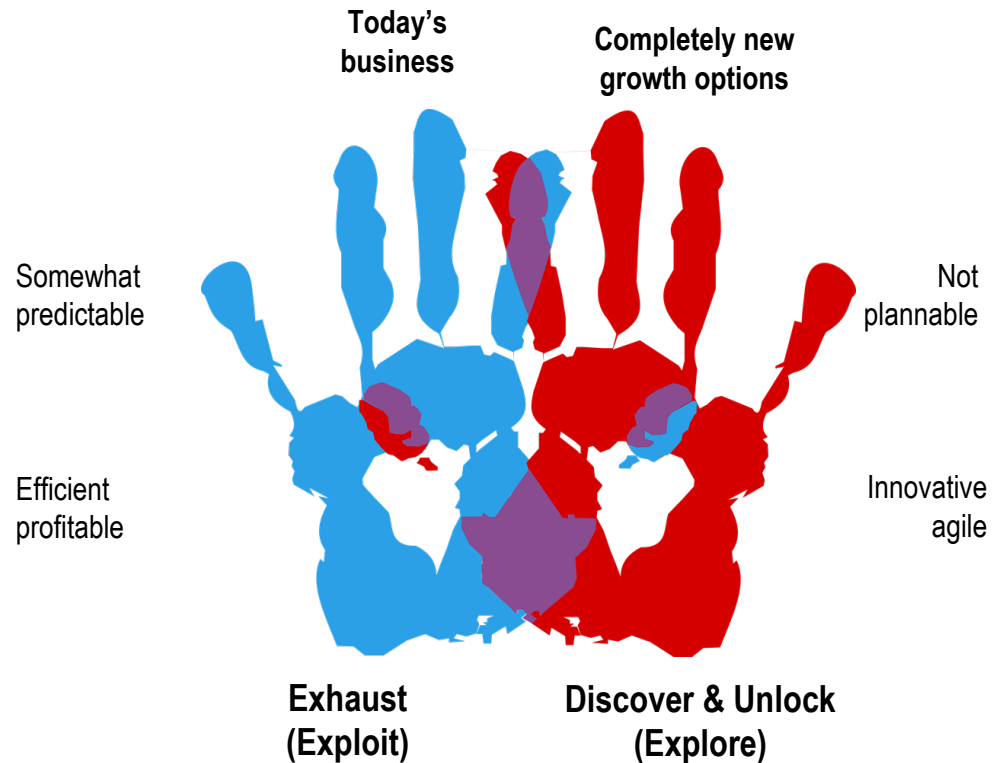 Today’s
business
Completely new
growth options
Somewhat
predictable
Not
plannable
Efficient
profitable
Innovative
agile
Exhaust
(Exploit)
Discover & Unlock
(Explore)